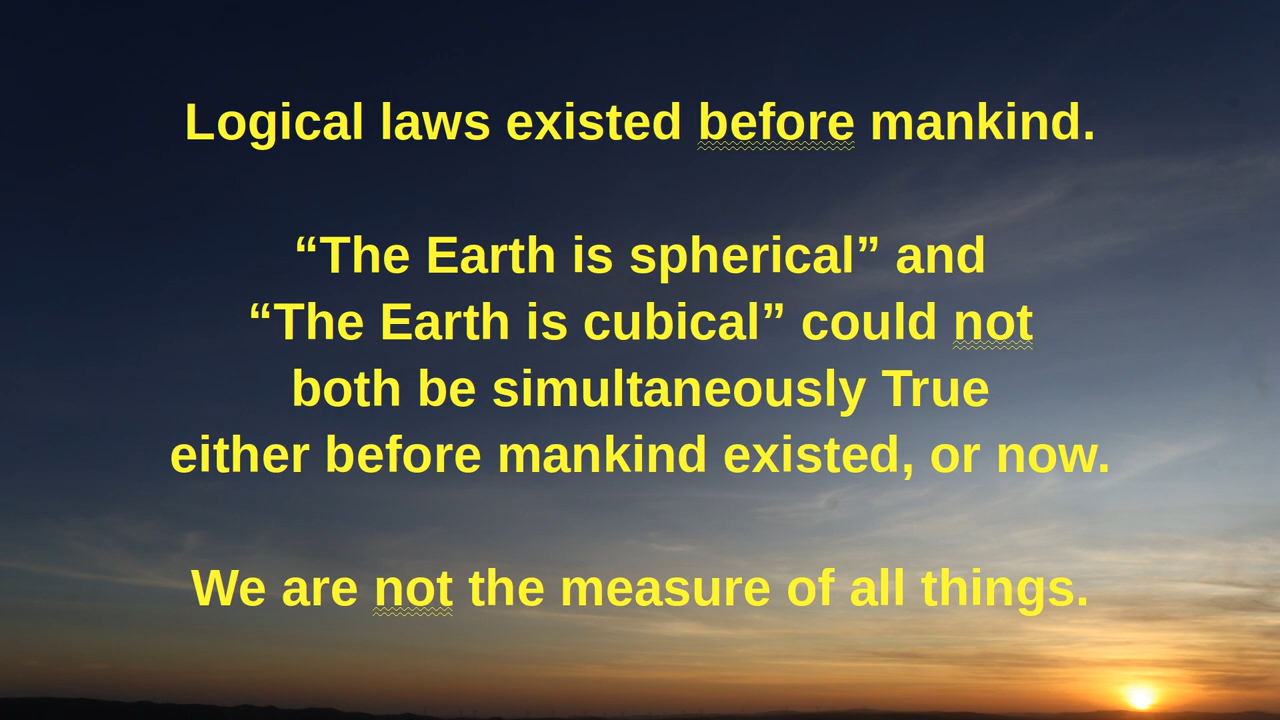 Logical laws existed before mankind.
“The Earth is spherical” and
“The Earth is cubical” could not
both be simultaneously True
either before mankind existed, or now.
We are not the measure of all things.